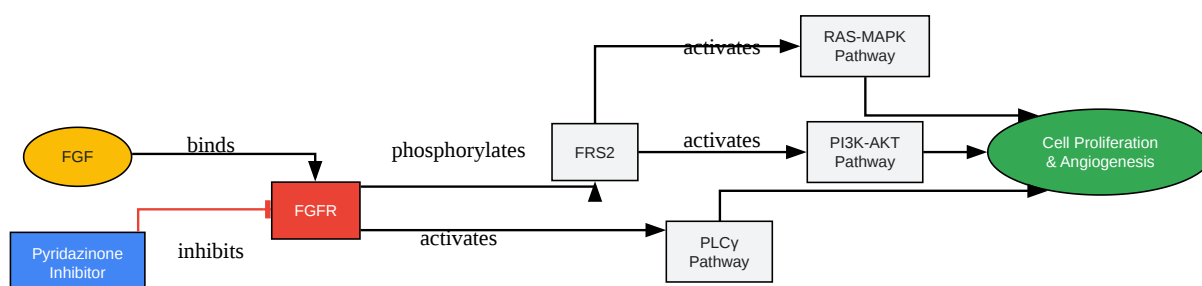 RAS-MAPK
Pathway
activates
FGF
binds
phosphorylates
FRS2
activates
PI3K-AKT
Pathway
Cell Proliferation
& Angiogenesis
FGFR
Pyridazinone
Inhibitor
inhibits
activates
PLCγ
Pathway